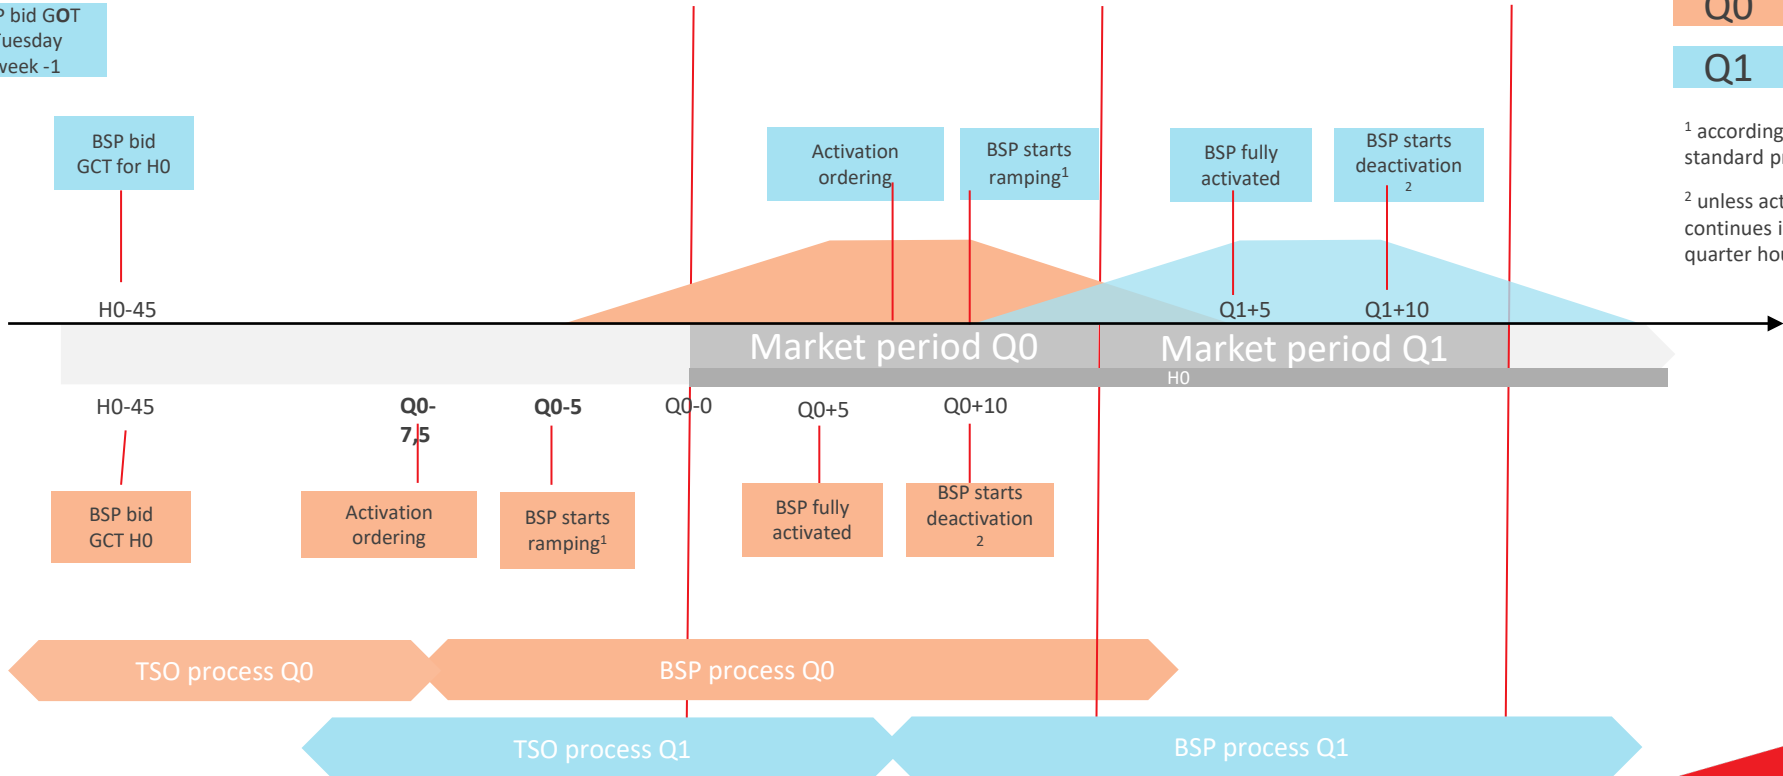 bid GOT
Tuesday
week -1
Q0
Q1
BSP bid
GCT for H0
Activation
ordering
BSP starts
ramping¹
BSP fully
activated
BSP starts
deactivation
2
¹ according
standard
² unless
continues
quarter
H0-45
Q1+5
Q1+10
Market period Q0
Market period Q1
H0
H0-45
Q0-
7,5
Q0-5
Q0-0
Q0+5
Q0+10
BSP bid
GCT H0
Activation
ordering
BSP starts
ramping¹
BSP fully
activated
BSP starts
deactivation
2
TSO process Q0
BSP process Q0
TSO process Q1
BSP process Q1